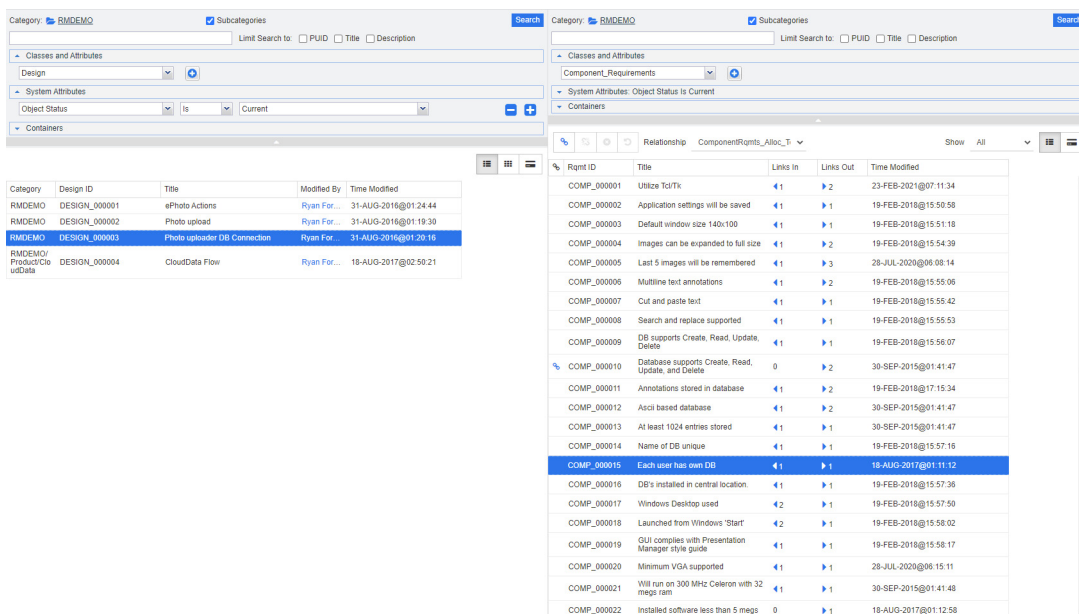 Category: RMDEMO Subcategories Search
Limit Search to: PUID Title Description
Classes and Attributes
Design
System Attributes
Object Status Is Current
Containers
Category Design ID Title Modified By Time Modified
RMDEMO DESIGN_000001 ePhoto Actions Ryan For... 31-AUG-2016@01:24:44
RMDEMO DESIGN_000002 Photo upload Ryan For... 31-AUG-2016@01:19:30
RMDEMO DESIGN_000003 Photo uploader DB Connection Ryan For... 31-AUG-2016@01:20:16
RMDEMO/
Product/Clo
udData
DESIGN_000004 CloudData Flow Ryan For... 18-AUG-2017@02:50:21
Category: RMDEMO Subcategories Search
Limit Search to: PUID Title Description
Classes and Attributes
Component_Requirements
System Attributes: Object Status Is Current
Containers
Relationship ComponentRqmts_Alloc_T Show All
Rqmt ID Title Links In Links Out Time Modified
COMP_000001 Utilize Tcl/Tk 1 2 23-FEB-2021@07:11:34
COMP_000002 Application settings will be saved 1 1 19-FEB-2018@15:50:58
COMP_000003 Default window size 140x100 1 1 19-FEB-2018@15:51:18
COMP_000004 Images can be expanded to full size 1 2 19-FEB-2018@15:54:39
COMP_000005 Last 5 images will be remembered 1 3 28-JUL-2020@06:08:14
COMP_000006 Multiline text annotations 1 2 19-FEB-2018@15:55:06
COMP_000007 Cut and paste text 1 1 19-FEB-2018@15:55:42
COMP_000008 Search and replace supported 1 1 19-FEB-2018@15:55:53
COMP_000009 DB supports Create, Read, Update,
Delete 1 1 19-FEB-2018@15:56:07
COMP_000010 Database supports Create, Read,
Update, and Delete 0 2 30-SEP-2015@01:41:47
COMP_000011 Annotations stored in database 1 2 19-FEB-2018@17:15:34
COMP_000012 Ascii based database 1 2 30-SEP-2015@01:41:47
COMP_000013 At least 1024 entries stored 1 1 30-SEP-2015@01:41:47
COMP_000014 Name of DB unique 1 1 19-FEB-2018@15:57:16
COMP_000015 Each user has own DB 1 1 18-AUG-2017@01:11:12
COMP_000016 DB's installed in central location. 1 1 19-FEB-2018@15:57:36
COMP_000017 Windows Desktop used 2 1 19-FEB-2018@15:57:50
COMP_000018 Launched from Windows 'Start' 2 1 19-FEB-2018@15:58:02
COMP_000019 GUI complies with Presentation
Manager style guide 1 1 19-FEB-2018@15:58:17
COMP_000020 Minimum VGA supported 1 1 28-JUL-2020@06:15:11
COMP_000021 Will run on 300 MHz Celeron with 32
megs ram 1 1 30-SEP-2015@01:41:48
COMP_000022 Installed software less than 5 megs 0 1 18-AUG-2017@01:12:58